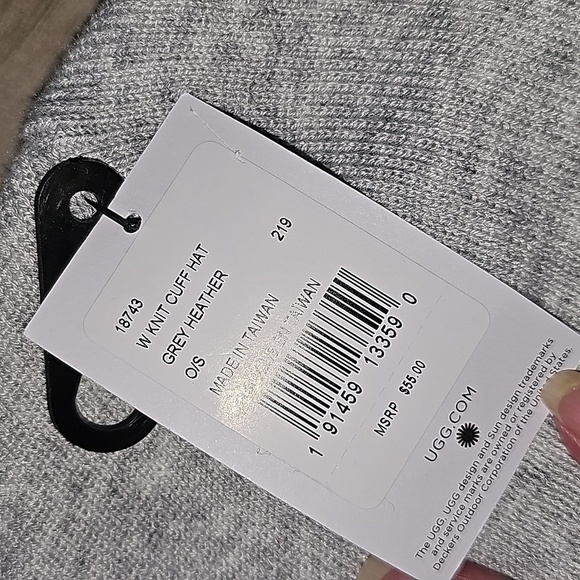 18743 219
W KNIT CUFF HAT
GREY HEATHER
O/S
MADE IN TAIWAN
TAIWAN
1 91459 13359 0
MSRP $55.00
UGG.COM
The UGG, UGG design and Sun design trademarks
and service marks are owned or registered by
Deckers Outdoor Corporation of the United States.